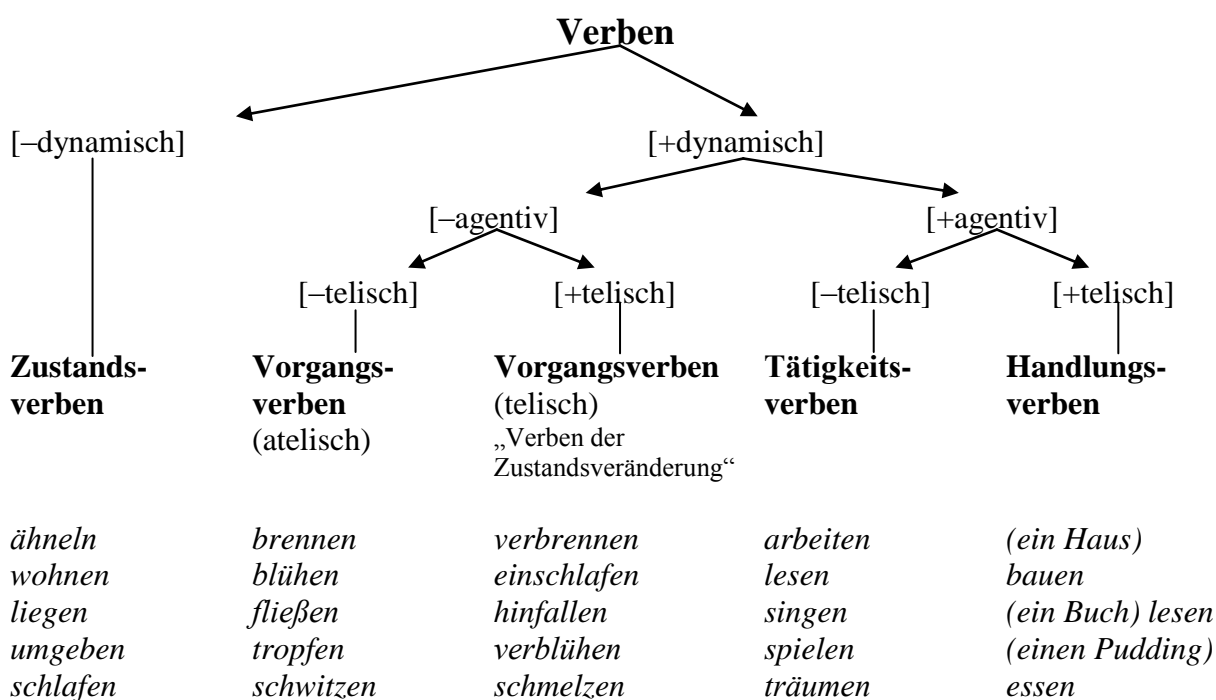 Verben
[–dynamisch] [+dynamisch]
[–agentiv] [+agentiv]
[–telisch] [+telisch] [–telisch] [+telisch]
Zustands- Vorgangs- Vorgangsverben Tätigkeits- Handlungs-
verben verben (telisch) verben verben
(atelisch) „Verben der
Zustandsveränderung“
ähneln brennen verbrennen arbeiten (ein Haus)
wohnen blühen einschlafen lesen bauen
liegen fließen hinfallen singen (ein Buch) lesen
umgeben tropfen verblühen spielen (einen Pudding)
schlafen schwitzen schmelzen träumen essen